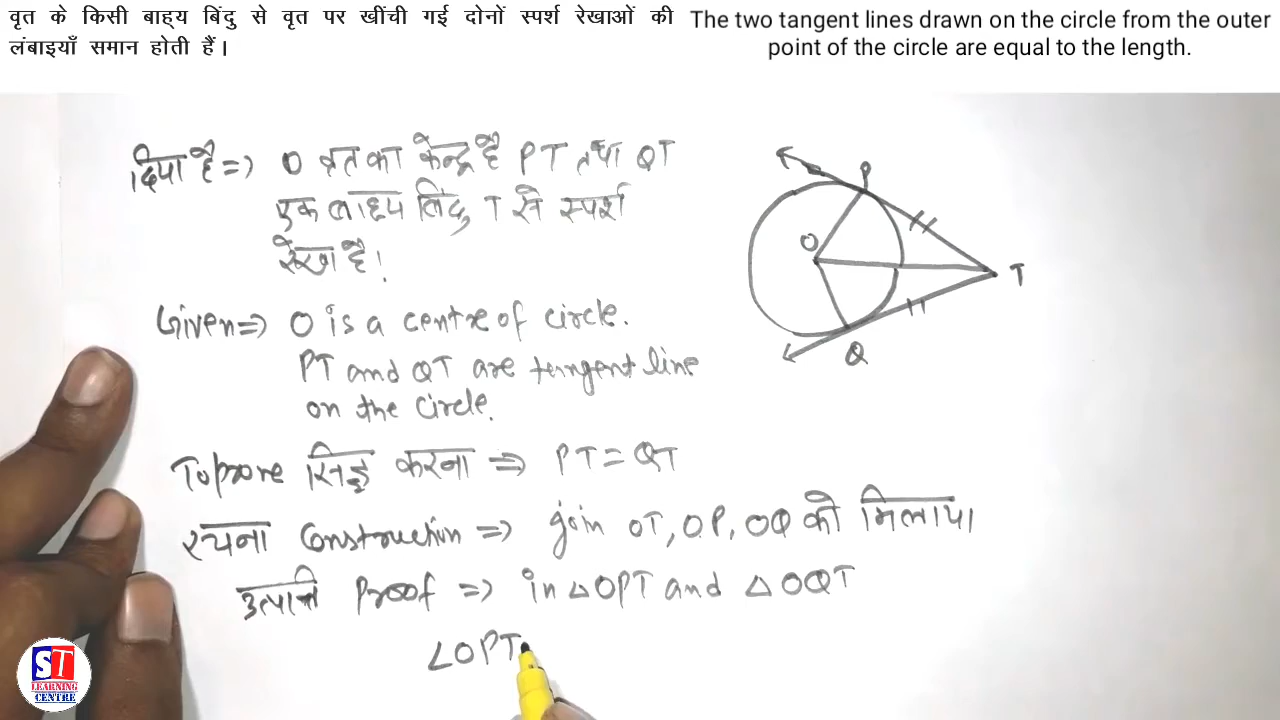 वृत के किसी बाह्य बिंदु से वृत पर खींची गई दोनों स्पर्श रेखाओं की
लंबाइयाँ समान होती हैं।
The two tangent lines drawn on the circle from the outer
point of the circle are equal to the length.
दिया है => O वृत का केन्द्र है PT तथा QT
एक बाह्य बिंदु T से स्पर्श
रेखा है।
Given => O is a centre of circle.
PT and QT are tangent line
on the circle.
To prove सिद्ध करना => PT = QT
रचना Construction => join OT, OP, OQ को मिलाया
उत्पत्ति Proof => in △OPT and △OQT
∠OPT
P
O
T
Q
ST
LEARNING
CENTRE